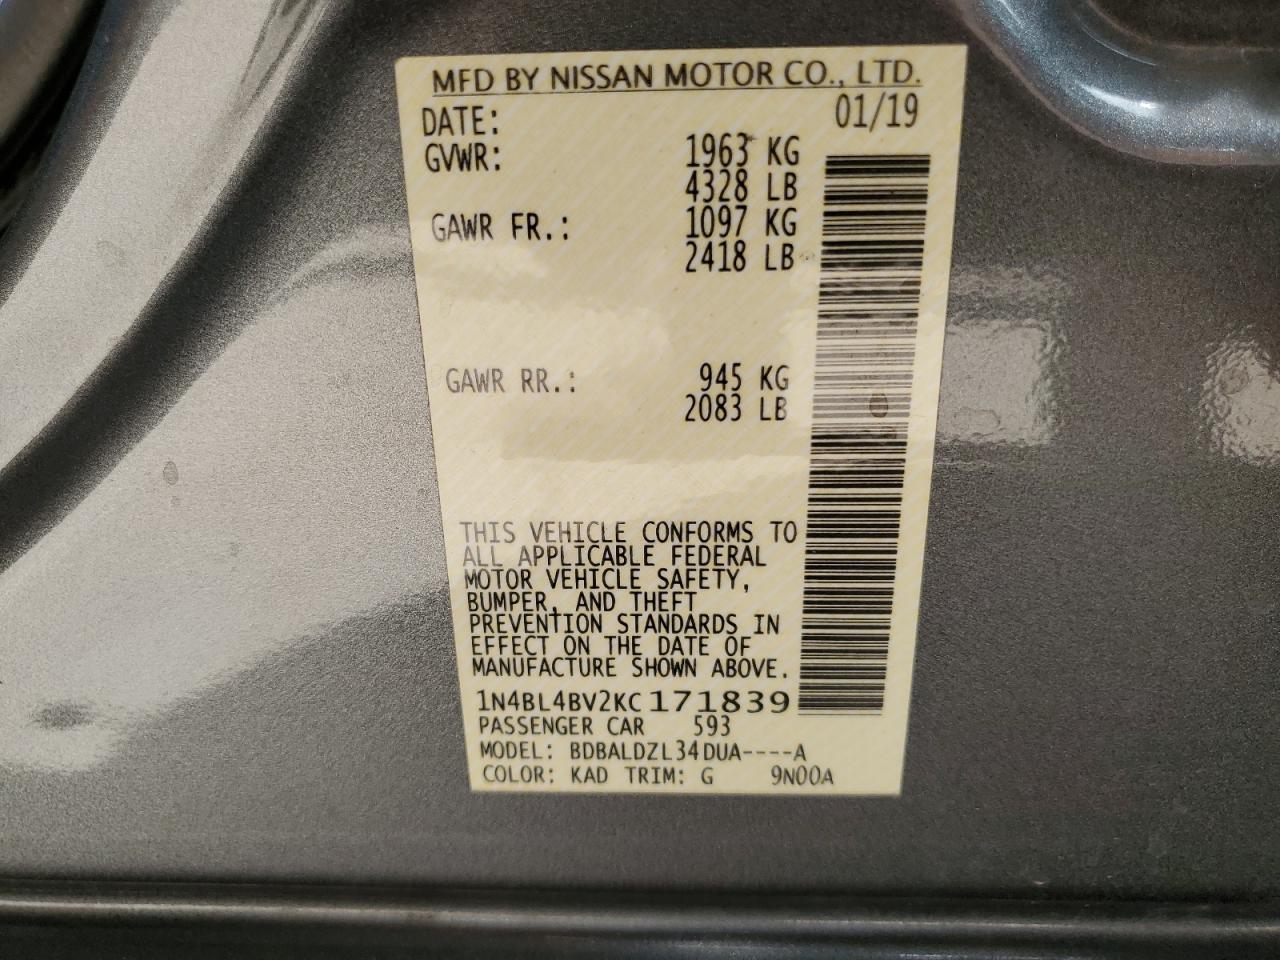 MFD BY NISSAN MOTOR CO., LTD.
DATE: 01/19
GVWR: 1963 KG
4328 LB
GAWR FR.: 1097 KG
2418 LB
GAWR RR.: 945 KG
2083 LB
THIS VEHICLE CONFORMS TO
ALL APPLICABLE FEDERAL
MOTOR VEHICLE SAFETY,
BUMPER, AND THEFT
PREVENTION STANDARDS IN
EFFECT ON THE DATE OF
MANUFACTURE SHOWN ABOVE.
1N4BL4BV2KC171839
PASSENGER CAR 593
MODEL: BDBALDZL34DUA----A
COLOR: KAD TRIM: G 9N00A